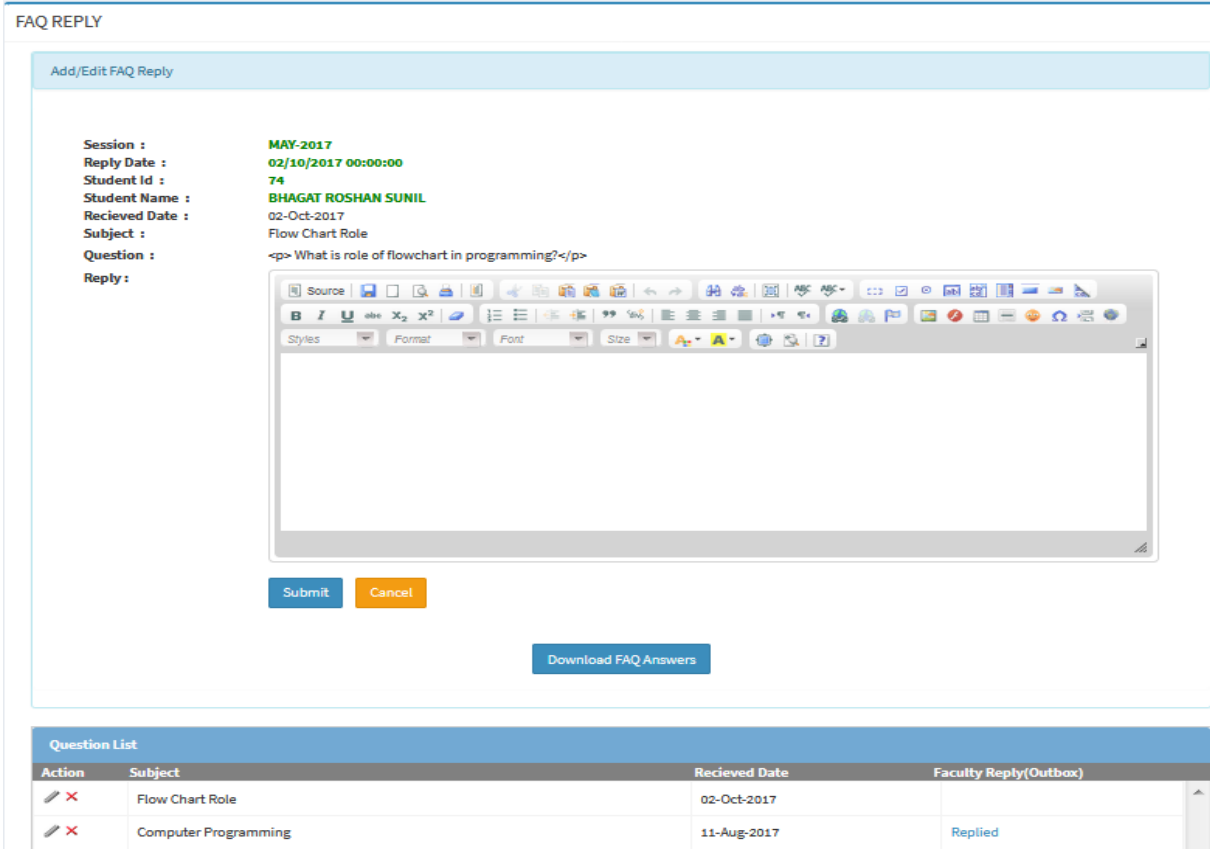 FAQ REPLY
Add/Edit FAQ Reply
Session : MAY-2017
Reply Date : 02/10/2017 00:00:00
Student Id : 74
Student Name : BHAGAT ROSHAN SUNIL
Recieved Date : 02-Oct-2017
Subject : Flow Chart Role
Question : <p> What is role of flowchart in programming?</p>
Reply :
Source
B I U abc X₂ X²
Styles Format Font Size A A
Submit Cancel
Download FAQ Answers
Question List
Action Subject Recieved Date Faculty Reply(Outbox)
Flow Chart Role 02-Oct-2017
Computer Programming 11-Aug-2017 Replied